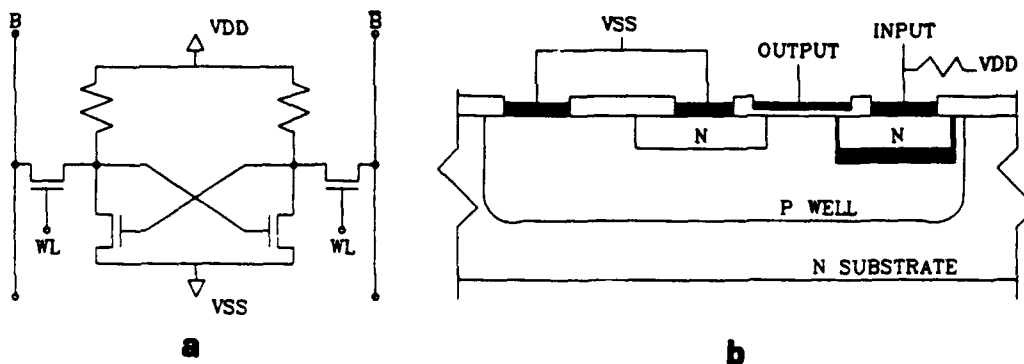 B
VDD
B̅
WL
WL
VSS
a
VSS
OUTPUT
INPUT
VDD
N
N
P WELL
N SUBSTRATE
b